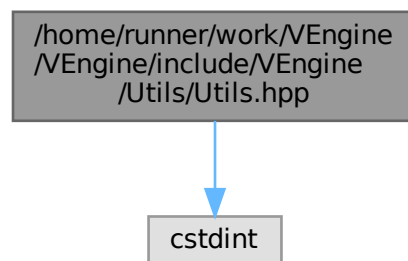 /home/runner/work/VEngine
/VEngine/include/VEngine
/Utils/Utils.hpp
cstdint